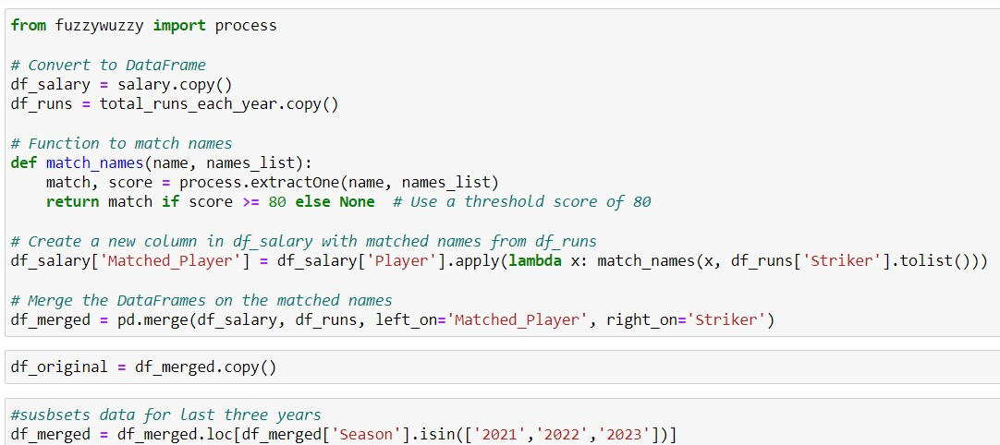 from fuzzywuzzy import process
# Convert to DataFrame
df_salary = salary.copy()
df_runs = total_runs_each_year.copy()
# Function to match names
def match_names(name, names_list):
    match, score = process.extractOne(name, names_list)
    return match if score >= 80 else None  # Use a threshold score of 80
# Create a new column in df_salary with matched names from df_runs
df_salary['Matched_Player'] = df_salary['Player'].apply(lambda x: match_names(x, df_runs['Striker'].tolist()))
# Merge the DataFrames on the matched names
df_merged = pd.merge(df_salary, df_runs, left_on='Matched_Player', right_on='Striker')
df_original = df_merged.copy()
#susbsets data for last three years
df_merged = df_merged.loc[df_merged['Season'].isin(['2021','2022','2023'])]